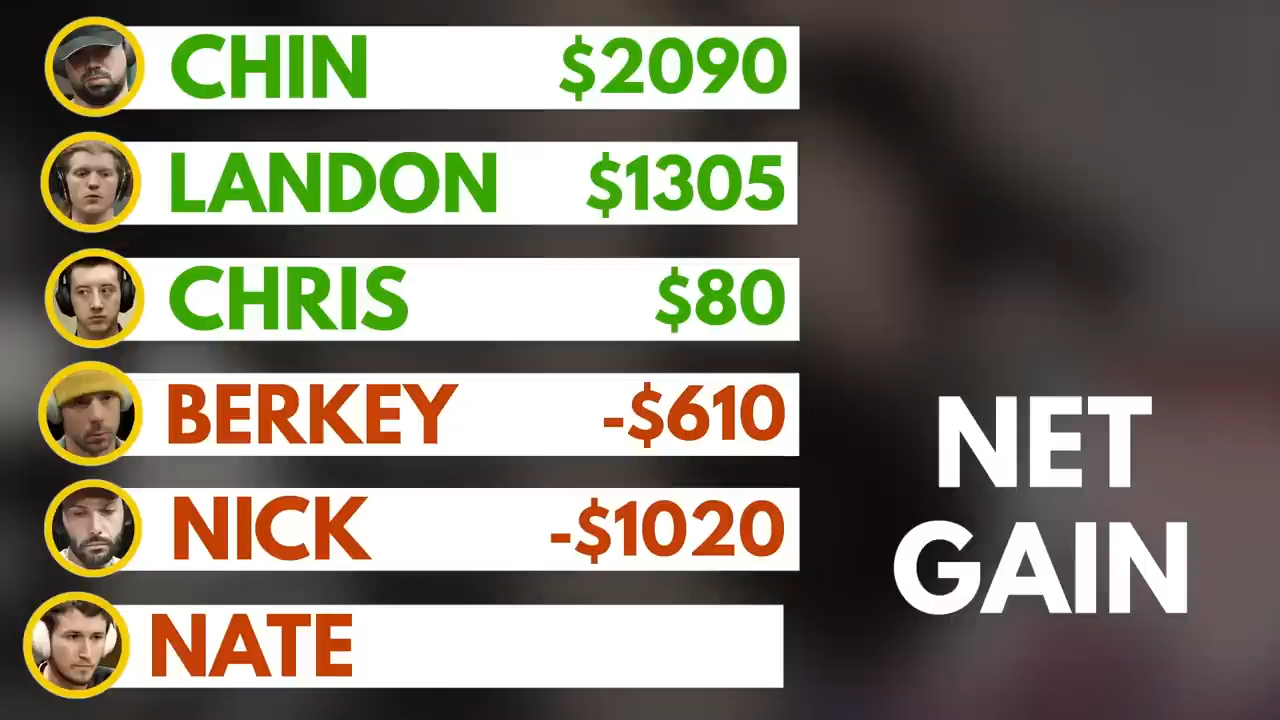 CHIN $2090
LANDON $1305
CHRIS $80
BERKEY -$610
NICK -$1020
NATE
NET
GAIN